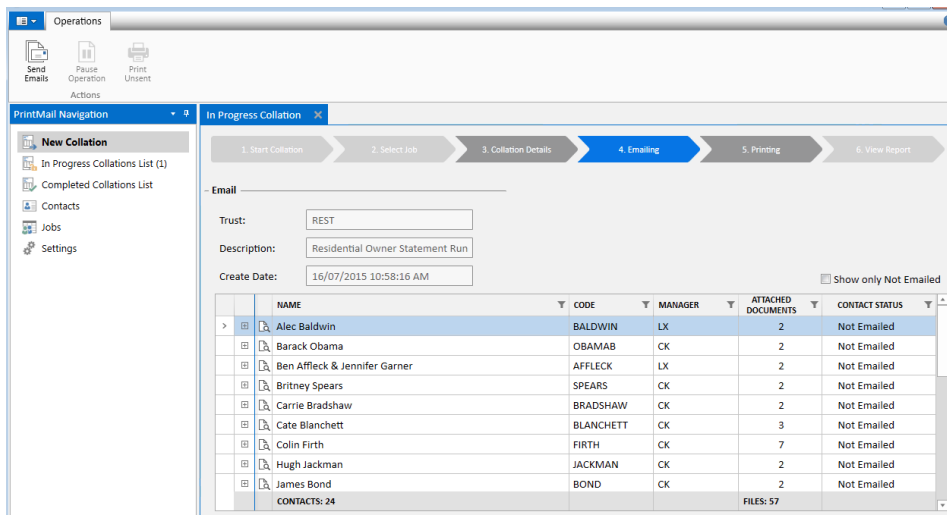 Operations
Send Emails
Pause Operation
Print Unsent
Actions
PrintMail Navigation
New Collation
In Progress Collations List (1)
Completed Collations List
Contacts
Jobs
Settings
In Progress Collation
1. Start Collation 2. Select Job 3. Collation Details 4. Emailing 5. Printing 6. View Report
Email
Trust: REST
Description: Residential Owner Statement Run
Create Date: 16/07/2015 10:58:16 AM
Show only Not Emailed
NAME CODE MANAGER ATTACHED DOCUMENTS CONTACT STATUS
Alec Baldwin BALDWIN LX 2 Not Emailed
Barack Obama OBAMAB CK 2 Not Emailed
Ben Affleck & Jennifer Garner AFFLECK LX 2 Not Emailed
Britney Spears SPEARS CK 2 Not Emailed
Carrie Bradshaw BRADSHAW CK 2 Not Emailed
Cate Blanchett BLANCHETT CK 3 Not Emailed
Colin Firth FIRTH CK 7 Not Emailed
Hugh Jackman JACKMAN CK 2 Not Emailed
James Bond BOND CK 2 Not Emailed
CONTACTS: 24 FILES: 57